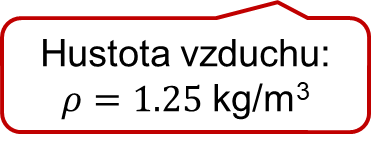 Hustota vzduchu:
𝜌 = 1.25 kg/m³